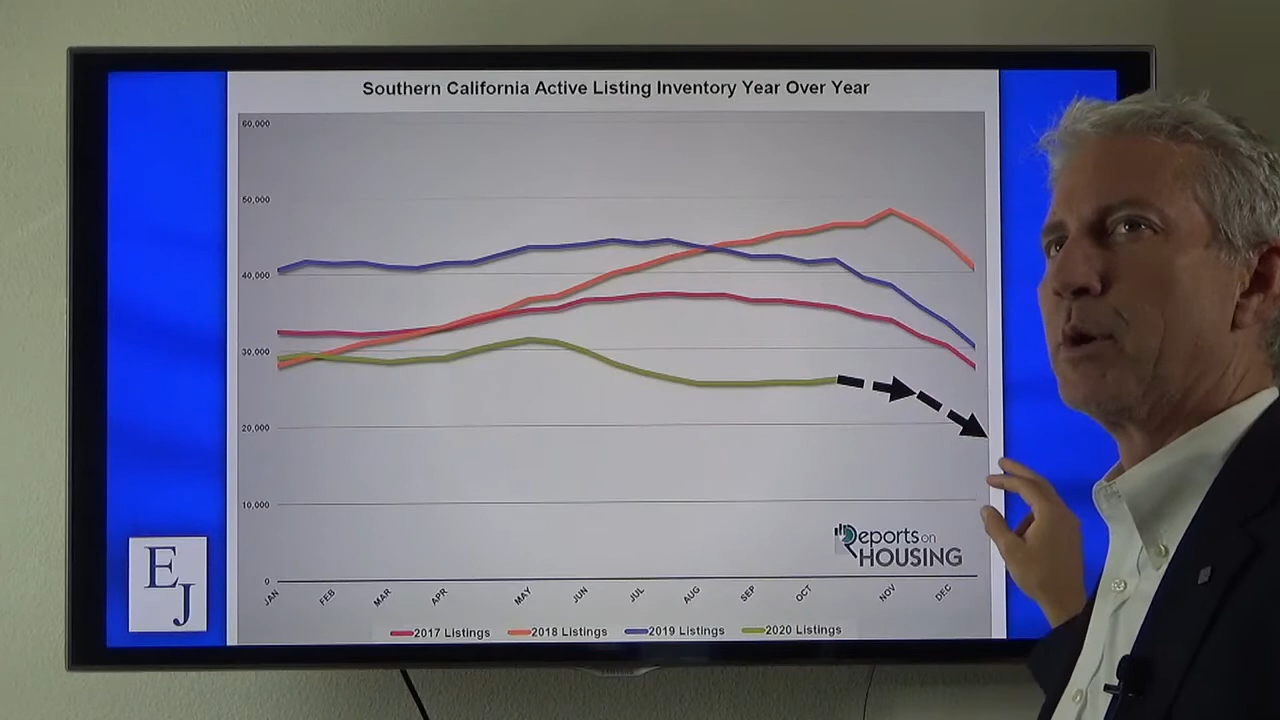 Southern California Active Listing Inventory Year Over Year
60,000
50,000
40,000
30,000
20,000
10,000
0
JAN FEB MAR APR MAY JUN JUL AUG SEP OCT NOV DEC
2017 Listings 2018 Listings 2019 Listings 2020 Listings
Reports on
HOUSING
E
J